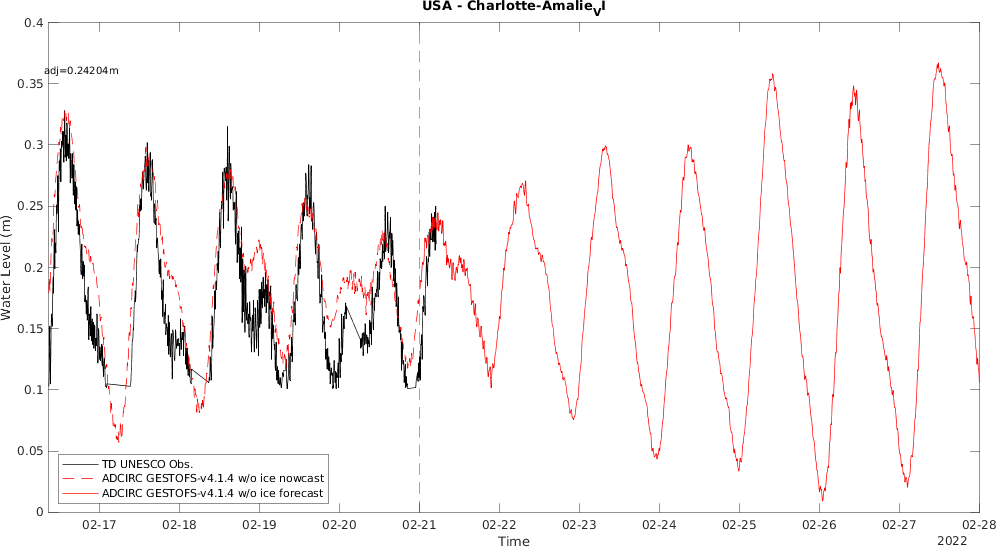 USA - Charlotte-Amalie_VI
adj=0.24204m
Water Level (m)
0.4
0.35
0.3
0.25
0.2
0.15
0.1
0.05
0
TD UNESCO Obs.
ADCIRC GESTOFS-v4.1.4 w/o ice nowcast
ADCIRC GESTOFS-v4.1.4 w/o ice forecast
02-17 02-18 02-19 02-20 02-21 02-22 02-23 02-24 02-25 02-26 02-27 02-28
Time
2022